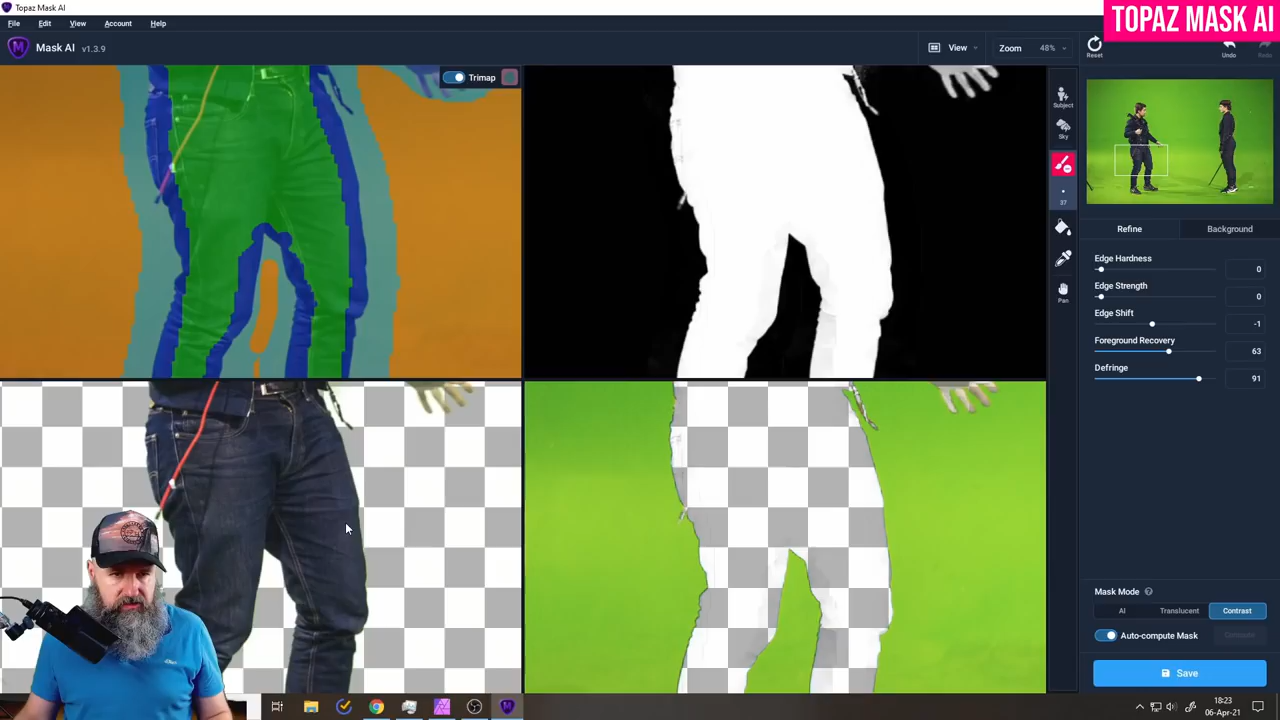 Topaz Mask AI
TOPAZ MASK AI
File Edit View Account Help
Mask AI v1.3.9
View
Zoom 48%
Reset
Undo
Redo
Trimap
Subject
Sky
37
Pan
Refine
Background
Edge Hardness
0
Edge Strength
0
Edge Shift
-1
Foreground Recovery
63
Defringe
91
Mask Mode
AI
Translucent
Contrast
Auto-compute Mask
Save
18:23
06-Apr-21